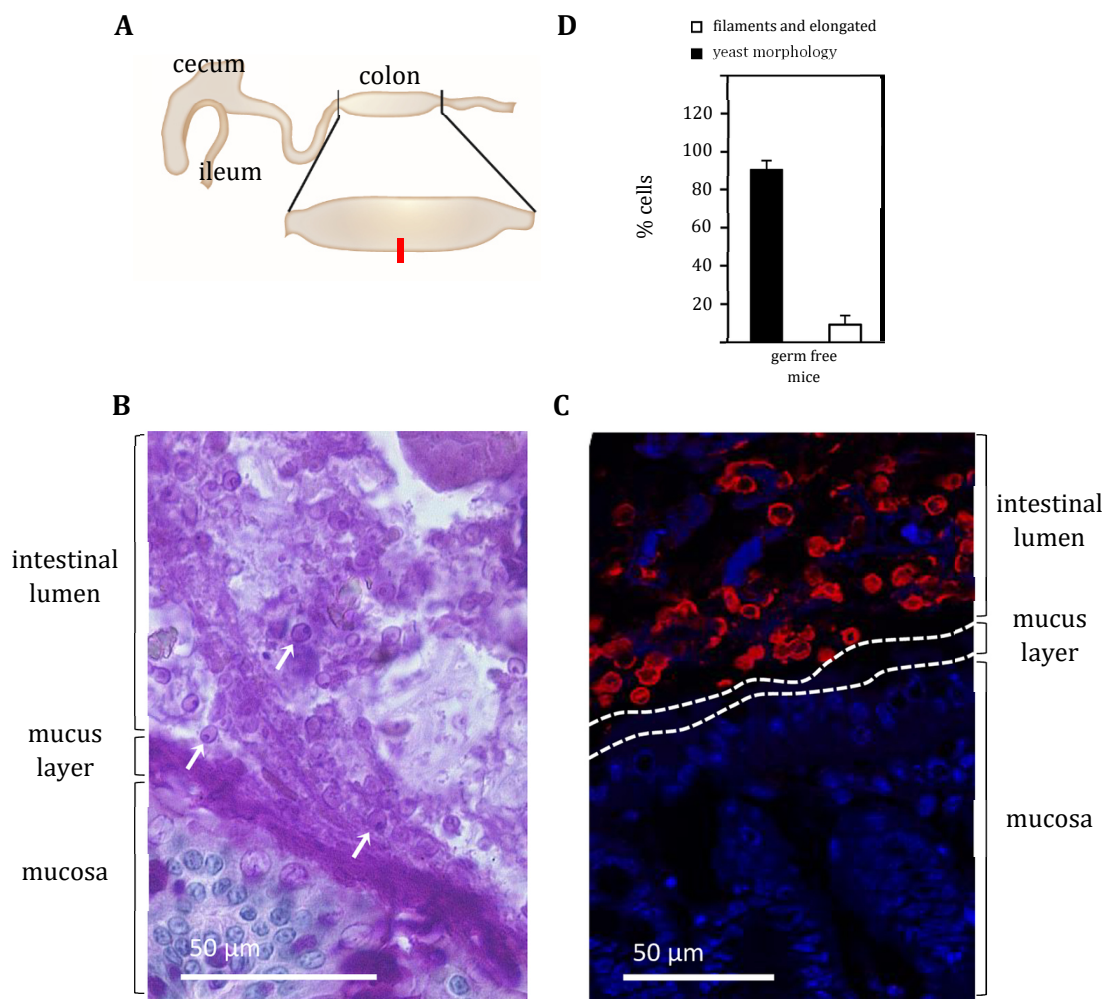 A
cecum
colon
ileum
D
filaments and elongated
yeast morphology
120
100
80
60
40
20
% cells
germ free
mice
B
intestinal
lumen
mucus
layer
mucosa
50 µm
C
intestinal
lumen
mucus
layer
mucosa
50 µm